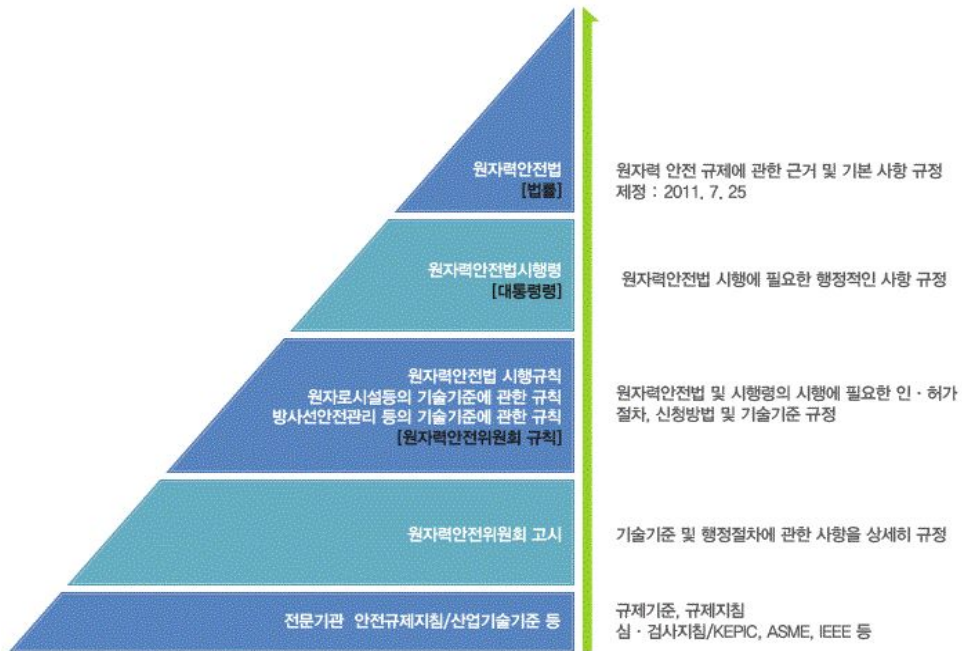 원자력안전법
[법률]
원자력 안전 규제에 관한 근거 및 기본 사항 규정
제정 : 2011. 7. 25
원자력안전법시행령
[대통령령]
원자력안전법 시행에 필요한 행정적인 사항 규정
원자력안전법 시행규칙
원자로시설등의 기술기준에 관한 규칙
방사선안전관리 등의 기술기준에 관한 규칙
[원자력안전위원회 규칙]
원자력안전법 및 시행령의 시행에 필요한 인 · 허가
절차, 신청방법 및 기술기준 규정
원자력안전위원회 고시
기술기준 및 행정절차에 관한 사항을 상세히 규정
전문기관 안전규제지침/산업기술기준 등
규제기준, 규제지침
심 · 검사지침/KEPIC, ASME, IEEE 등